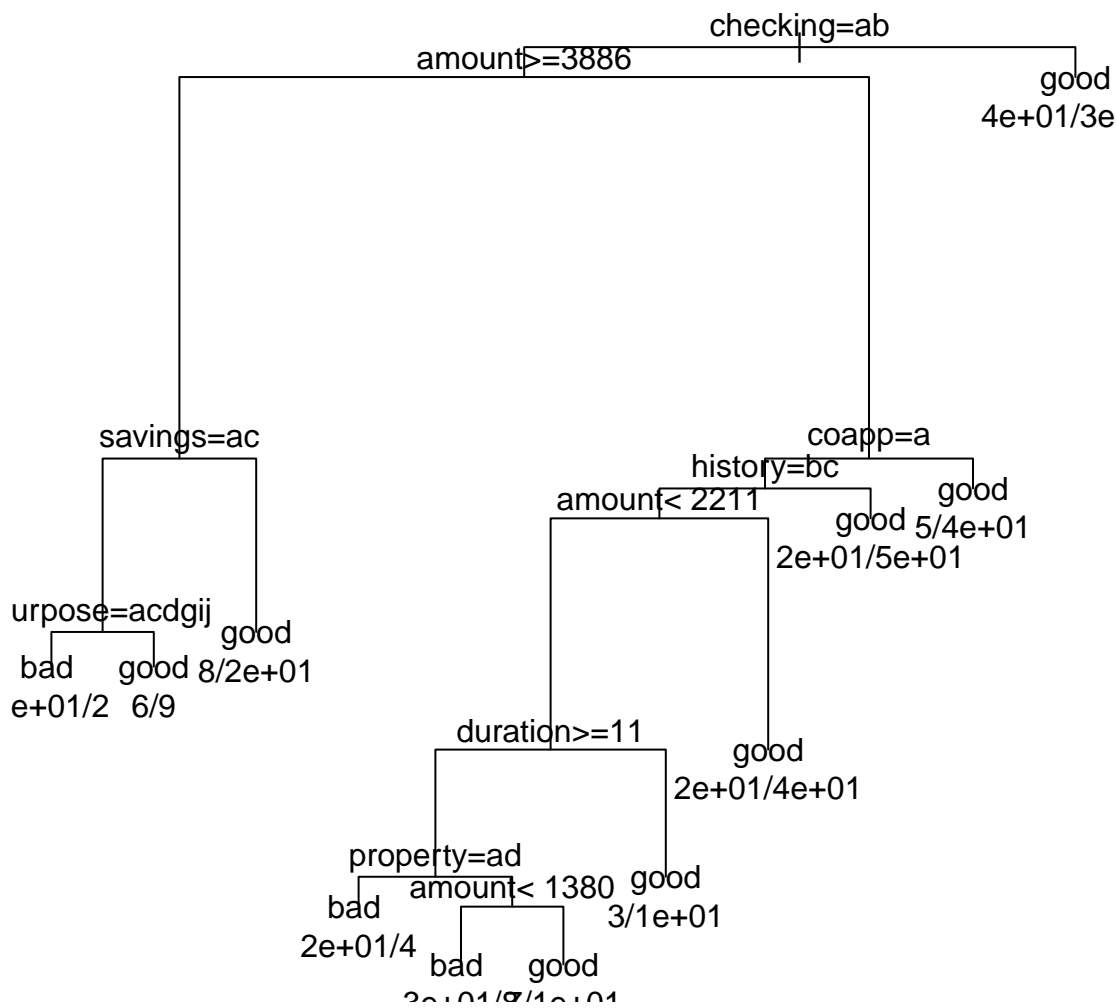 checking=ab
amount>=3886
good
4e+01/3e
savings=ac
coapp=a
history=bc
amount< 2211
good
5/4e+01
good
2e+01/5e+01
urpose=acdgij
good
8/2e+01
bad
e+01/2
good
6/9
duration>=11
good
2e+01/4e+01
property=ad
amount< 1380
good
3/1e+01
bad
2e+01/4
bad
good